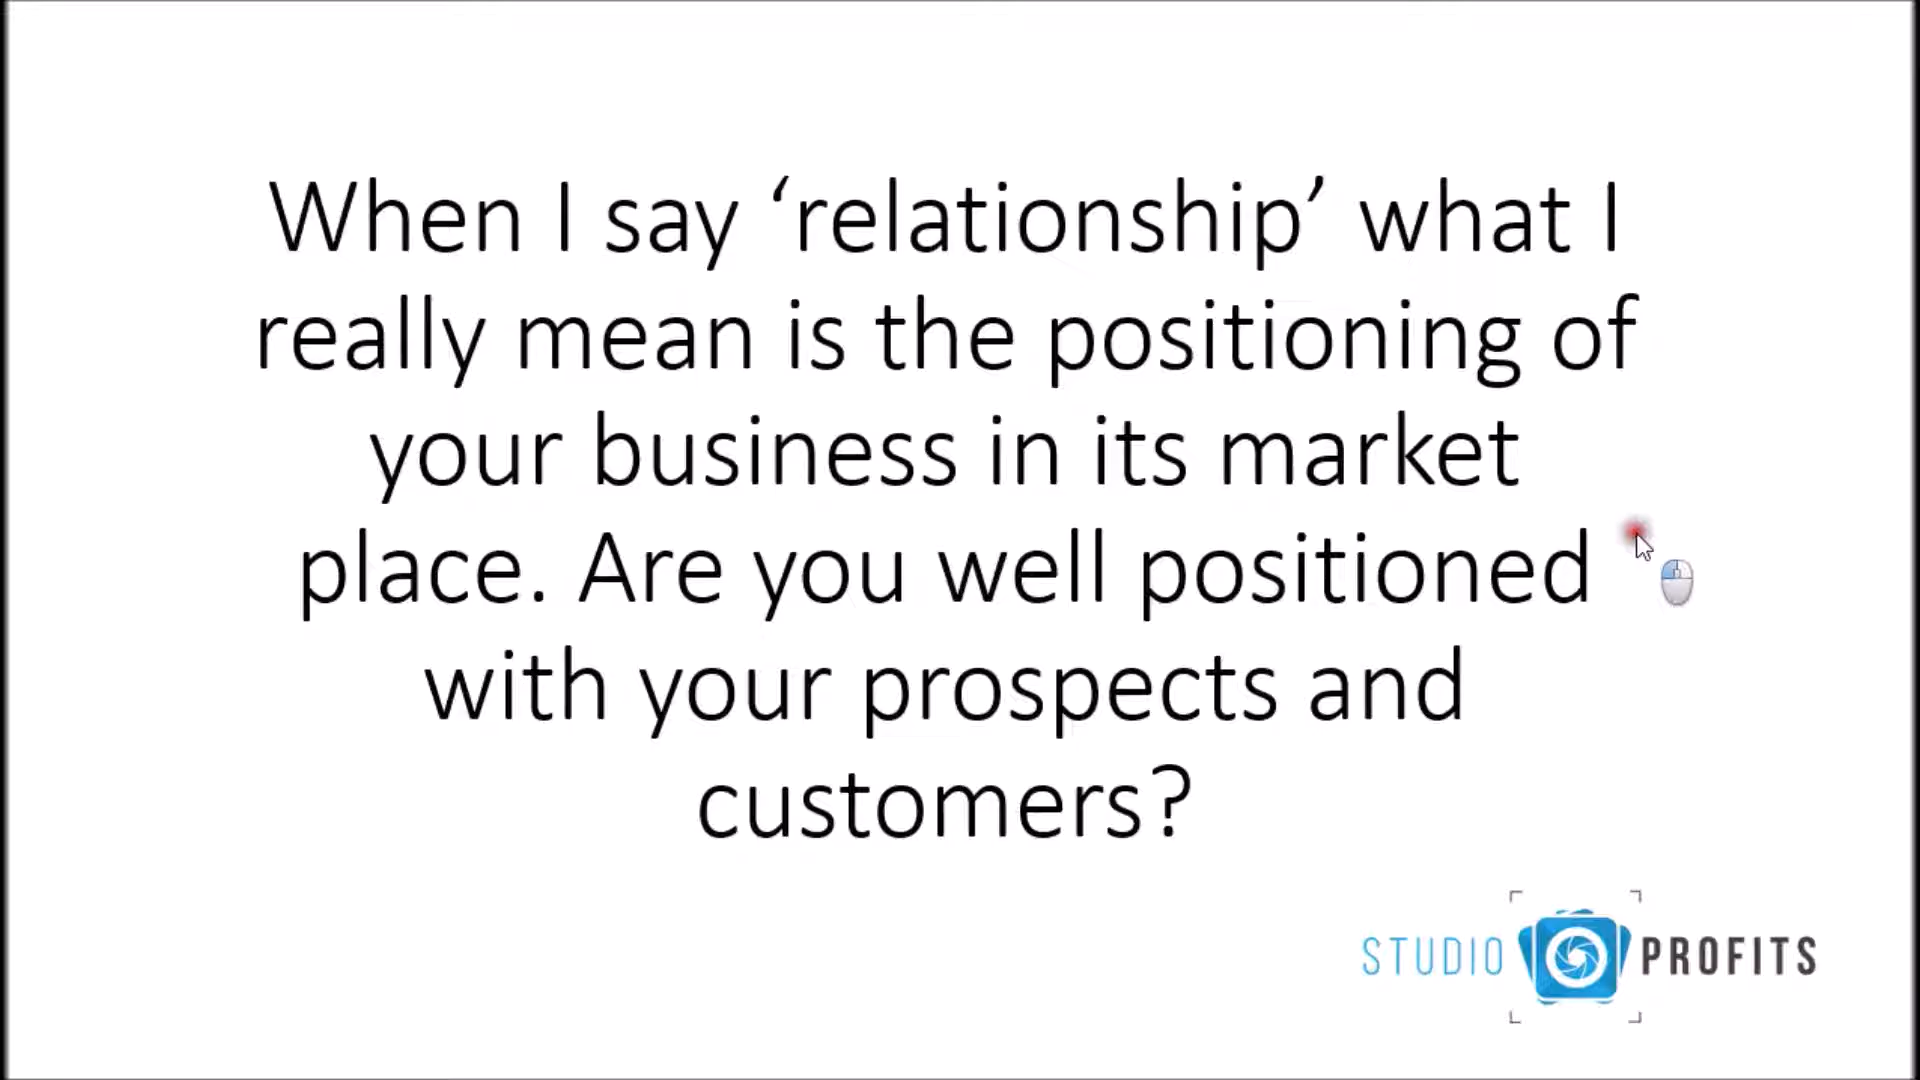 When I say ‘relationship’ what I
really mean is the positioning of
your business in its market
place. Are you well positioned
with your prospects and
customers?
STUDIO PROFITS